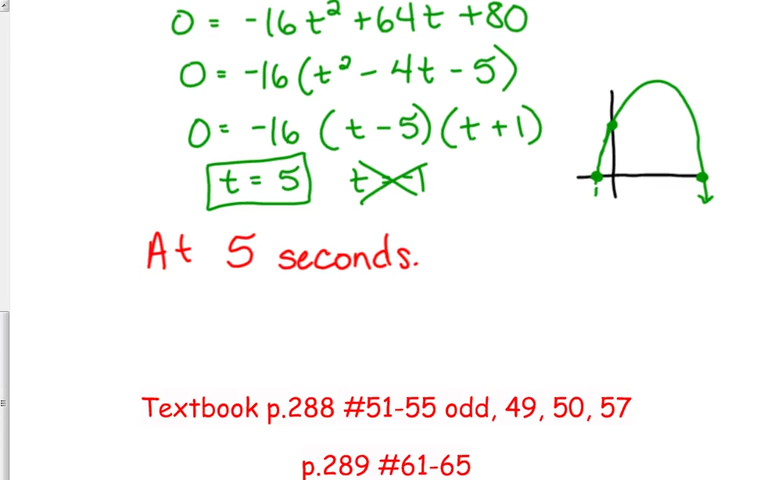 0 = -16t² + 64t + 80
0 = -16(t² - 4t - 5)
0 = -16 (t - 5)(t + 1)
t = 5 t = -1
At 5 seconds.
Textbook p.288 #51-55 odd, 49, 50, 57
p.289 #61-65